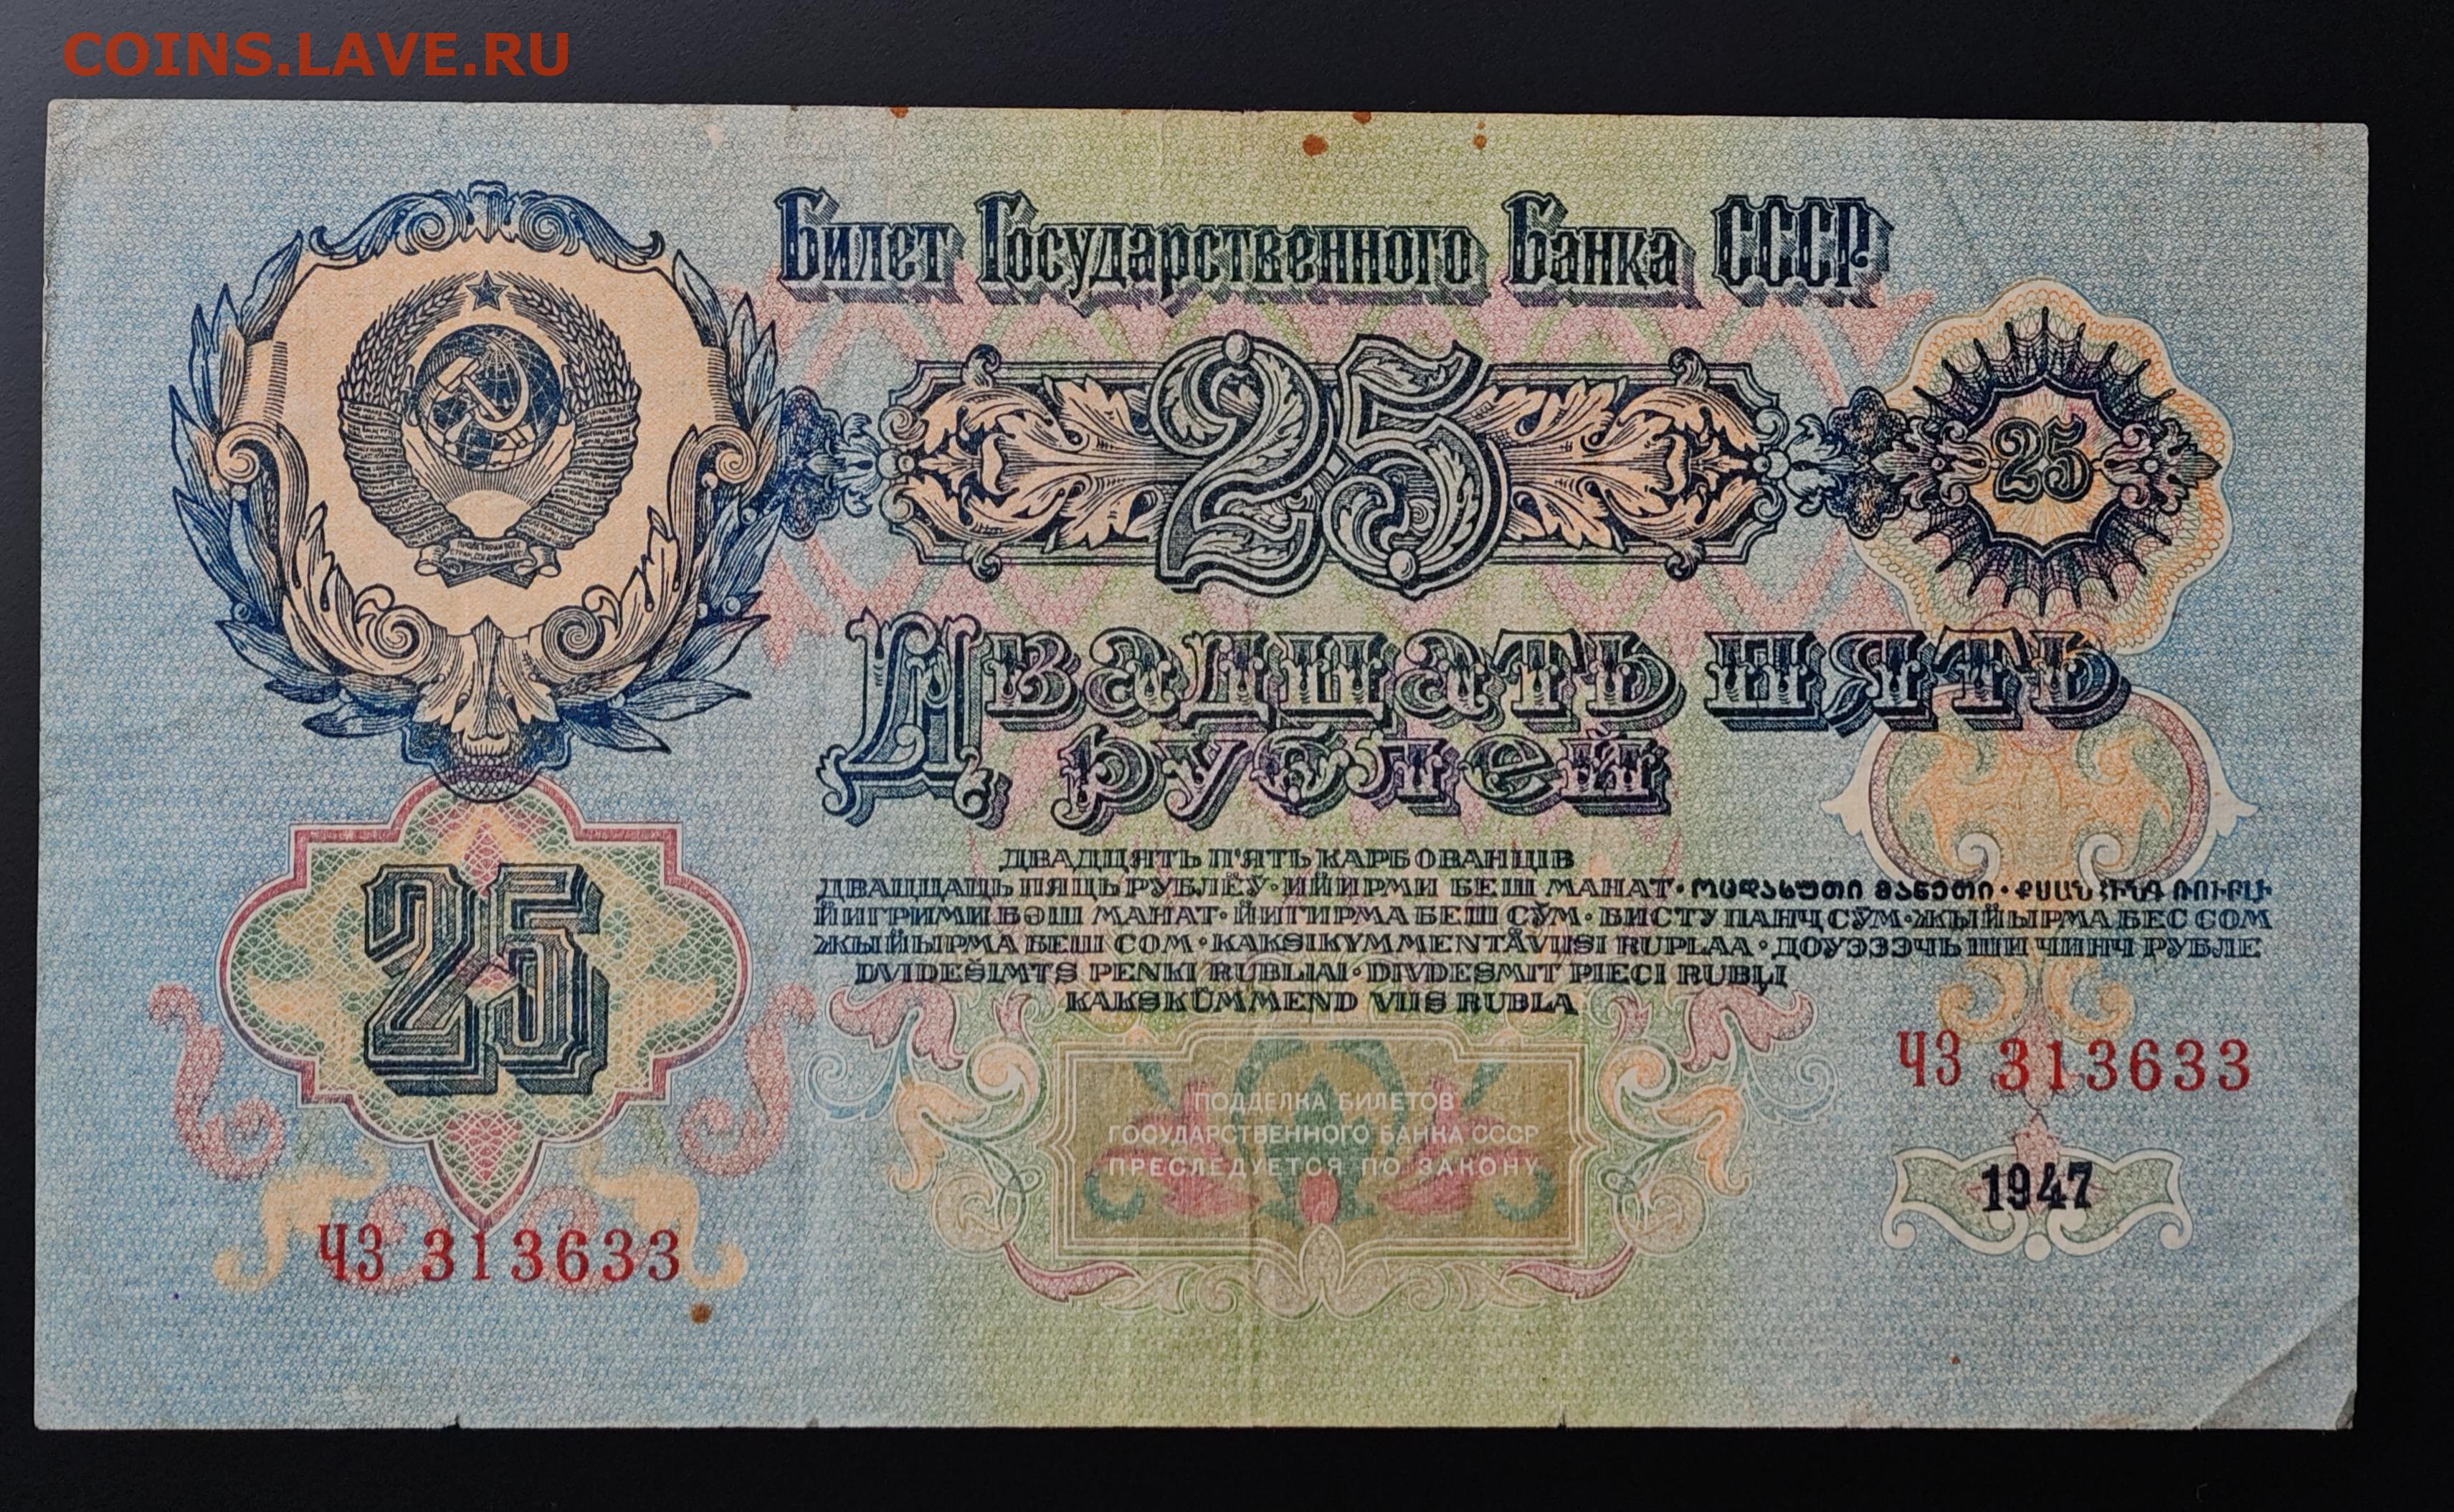 COINS.LAVE.RU
Билет Государственного Банка СССР
25
25
Двадцать пять
рублей
25
ДВАДЦЯТЬ П'ЯТЬ КАРБОВАНЦІВ
ДВАЦЦАЦЬ ПЯЦЬ РУБЛЁЎ · ЙИЙИРМИ БЕШ МАНАТ · ᲝᲪᲓᲐᲮᲣᲗᲘ ᲛᲐᲜᲔᲗᲘ · ՔՍԱՆ ՀԻՆԳ ՌՈՒԲԼԻ
ЙИГРИМИ БӘШ МАНАТ · ЙИГИРМА БЕШ СЎМ · БИСТУ ПАНҶ СӮМ · ЖЫЙЫРМА БЕС СОМ
ЖЫЙЫРМА БЕШ СОМ · KAKSIKYMMENTÄVIISI RUPLAA · ДОУЭЗЭЧЬ ШИ ЧИНЧ РУБЛЕ
DVIDEŠIMTS PENKI RUBLIAI · DIVDESMIT PIECI RUBĻI
KAKSKÜMMEND VIIS RUBLA
ЧЗ 313633
ПОДДЕЛКА БИЛЕТОВ
ГОСУДАРСТВЕННОГО БАНКА СССР
ПРЕСЛЕДУЕТСЯ ПО ЗАКОНУ
1947
ЧЗ 313633